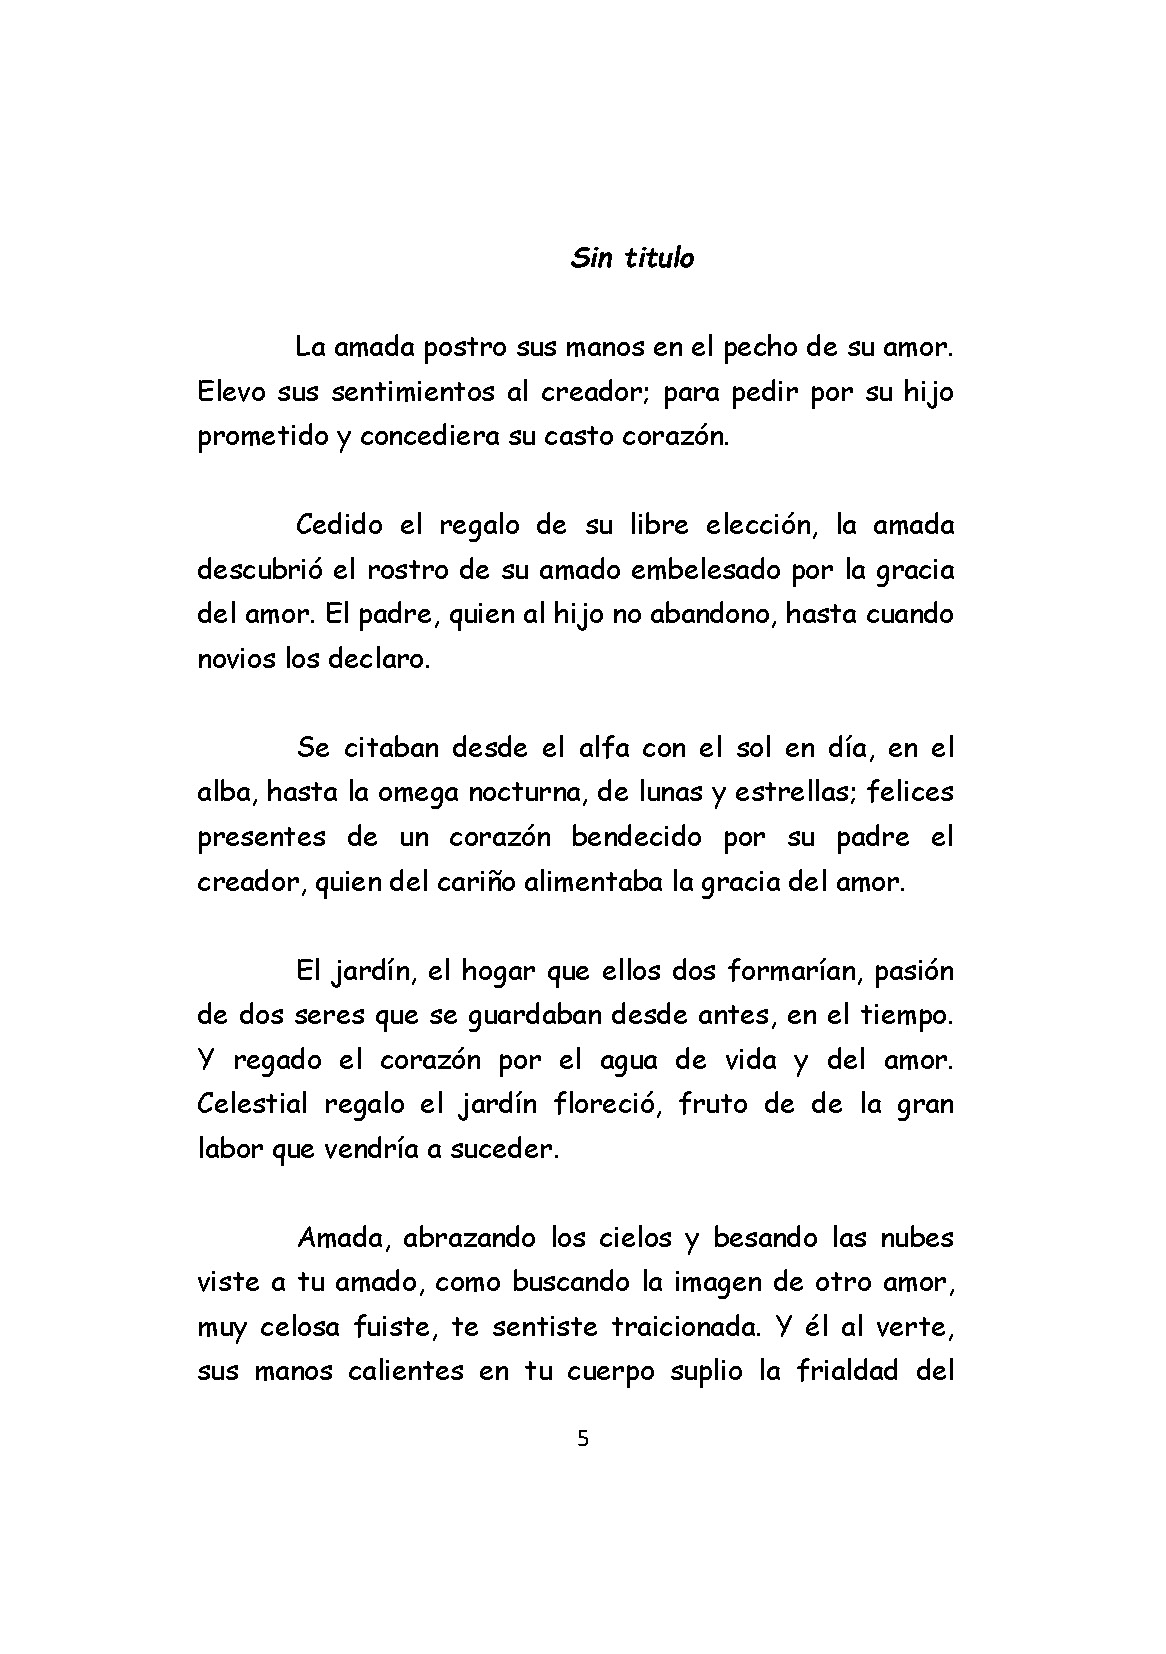 Sin titulo
La amada postro sus manos en el pecho de su amor.
Elevo sus sentimientos al creador; para pedir por su hijo
prometido y concediera su casto corazón.
Cedido el regalo de su libre elección, la amada
descubrió el rostro de su amado embelesado por la gracia
del amor. El padre, quien al hijo no abandono, hasta cuando
novios los declaro.
Se citaban desde el alfa con el sol en día, en el
alba, hasta la omega nocturna, de lunas y estrellas; felices
presentes de un corazón bendecido por su padre el
creador, quien del cariño alimentaba la gracia del amor.
El jardín, el hogar que ellos dos formarían, pasión
de dos seres que se guardaban desde antes, en el tiempo.
Y regado el corazón por el agua de vida y del amor.
Celestial regalo el jardín floreció, fruto de de la gran
labor que vendría a suceder.
Amada, abrazando los cielos y besando las nubes
viste a tu amado, como buscando la imagen de otro amor,
muy celosa fuiste, te sentiste traicionada. Y él al verte,
sus manos calientes en tu cuerpo suplio la frialdad del
5